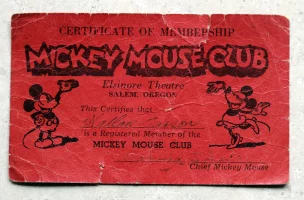 CERTIFICATE OF MEMBERSHIP
MICKEY MOUSE CLUB
Elsinore Theatre
SALEM, OREGON
This Certifies that
is a Registered Member of the
MICKEY MOUSE CLUB
Chief Mickey Mouse